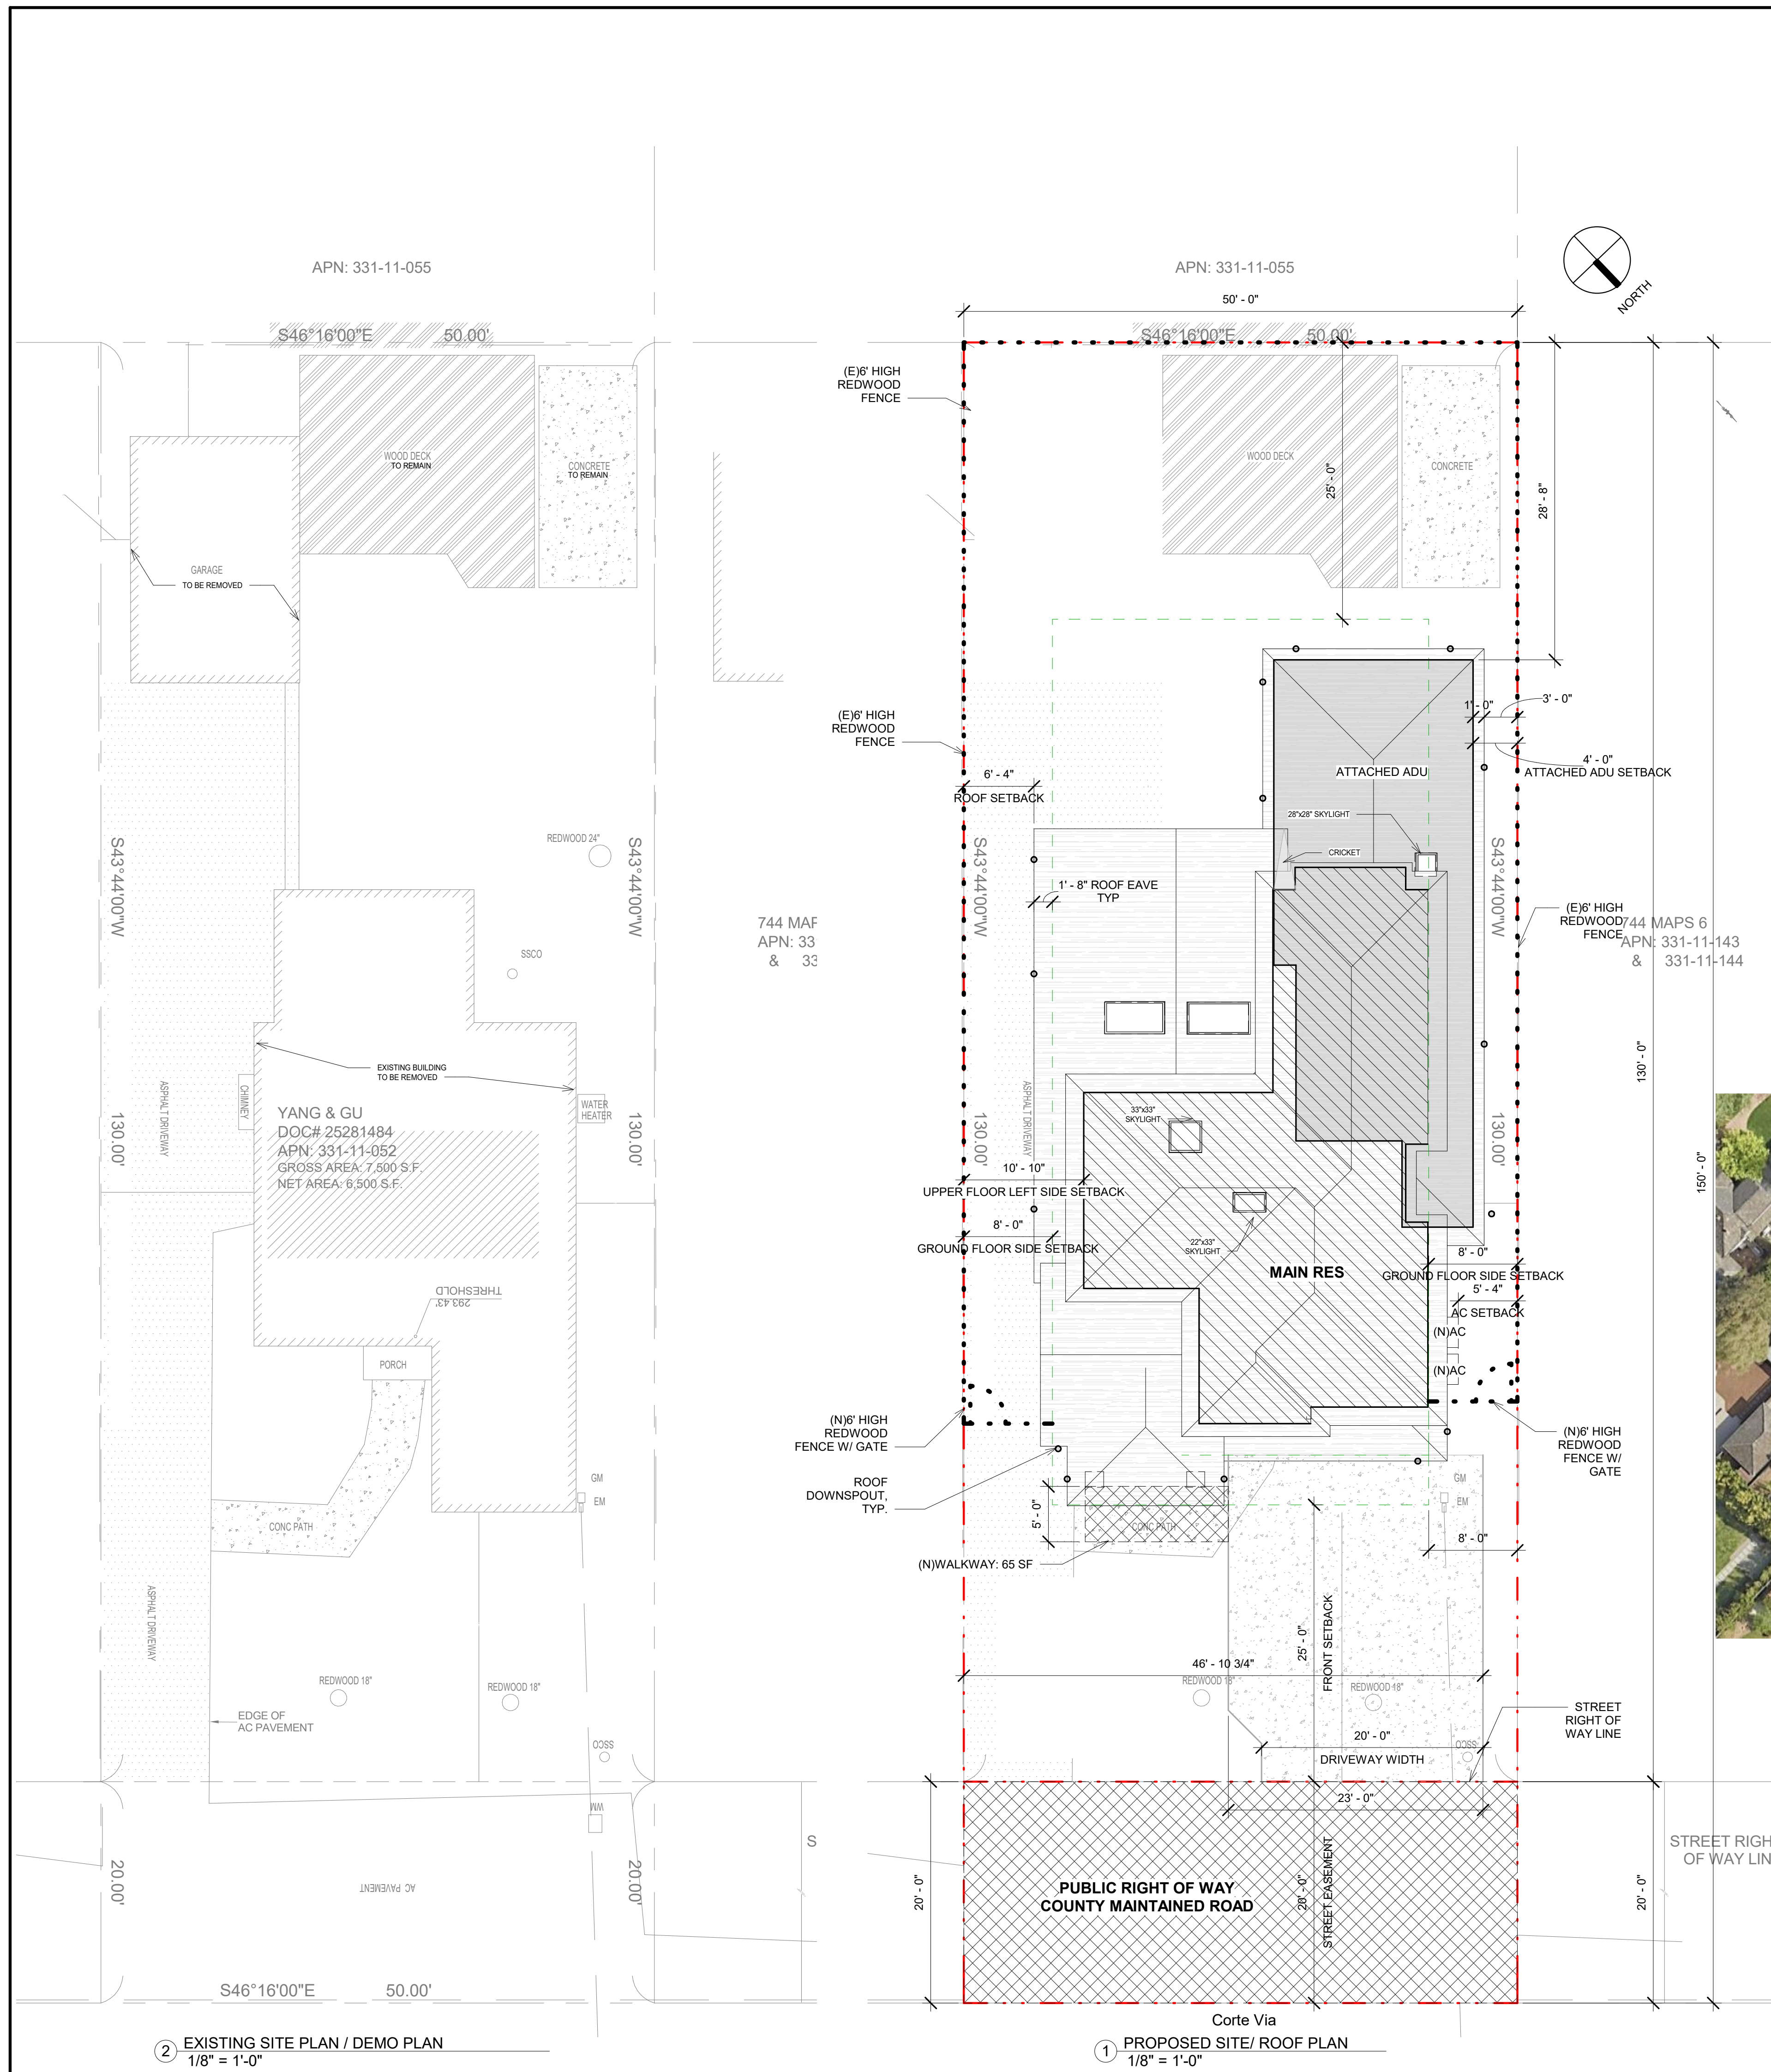 APN: 331-11-055
S46°16'00"E 50.00'
WOOD DECK
TO REMAIN
CONCRETE
TO REMAIN
GARAGE
TO BE REMOVED
S43°44'00"W
S43°44'00"W
REDWOOD 24"
SSCO
EXISTING BUILDING
TO BE REMOVED
ASPHALT DRIVEWAY
CHIMNEY
WATER
HEATER
130.00'
130.00'
YANG & GU
DOC# 25281484
APN: 331-11-052
GROSS AREA: 7,500 S.F.
NET AREA: 6,500 S.F.
THRESHOLD
293.43'
PORCH
GM
EM
CONC PATH
ASPHALT DRIVEWAY
REDWOOD 18"
REDWOOD 18"
EDGE OF
AC PAVEMENT
SSCO
WM
20.00'
20.00'
AC PAVEMENT
S46°16'00"E 50.00'
2 EXISTING SITE PLAN / DEMO PLAN
1/8" = 1'-0"
744 MAP
APN: 33
& 33
S
APN: 331-11-055
NORTH
50' - 0"
S46°16'00"E 50.00'
(E)6' HIGH
REDWOOD
FENCE
WOOD DECK
CONCRETE
25' - 0"
28' - 8"
(E)6' HIGH
REDWOOD
FENCE
1' - 0"
3' - 0"
4' - 0"
ATTACHED ADU SETBACK
ATTACHED ADU
6' - 4"
ROOF SETBACK
28"x28" SKYLIGHT
CRICKET
S43°44'00"W
S43°44'00"W
1' - 8" ROOF EAVE
TYP
(E)6' HIGH
REDWOOD
FENCE
744 MAPS 6
APN: 331-11-143
& 331-11-144
130' - 0"
150' - 0"
ASPHALT DRIVEWAY
130.00'
130.00'
33"x33"
SKYLIGHT
10' - 10"
UPPER FLOOR LEFT SIDE SETBACK
8' - 0"
GROUND FLOOR SIDE SETBACK
22"x33"
SKYLIGHT
MAIN RES
8' - 0"
GROUND FLOOR SIDE SETBACK
5' - 4"
AC SETBACK
(N)AC
(N)AC
(N)6' HIGH
REDWOOD
FENCE W/ GATE
(N)6' HIGH
REDWOOD
FENCE W/
GATE
ROOF
DOWNSPOUT,
TYP.
GM
EM
5' - 0"
CONC PATH
8' - 0"
(N)WALKWAY: 65 SF
25' - 0"
FRONT SETBACK
46' - 10 3/4"
REDWOOD 18"
REDWOOD 18"
STREET
RIGHT OF
WAY LINE
20' - 0"
DRIVEWAY WIDTH
SSCO
23' - 0"
PUBLIC RIGHT OF WAY
COUNTY MAINTAINED ROAD
20' - 0"
20' - 0"
STREET EASEMENT
20' - 0"
STREET RIGH
OF WAY LIN
Corte Via
1 PROPOSED SITE/ ROOF PLAN
1/8" = 1'-0"